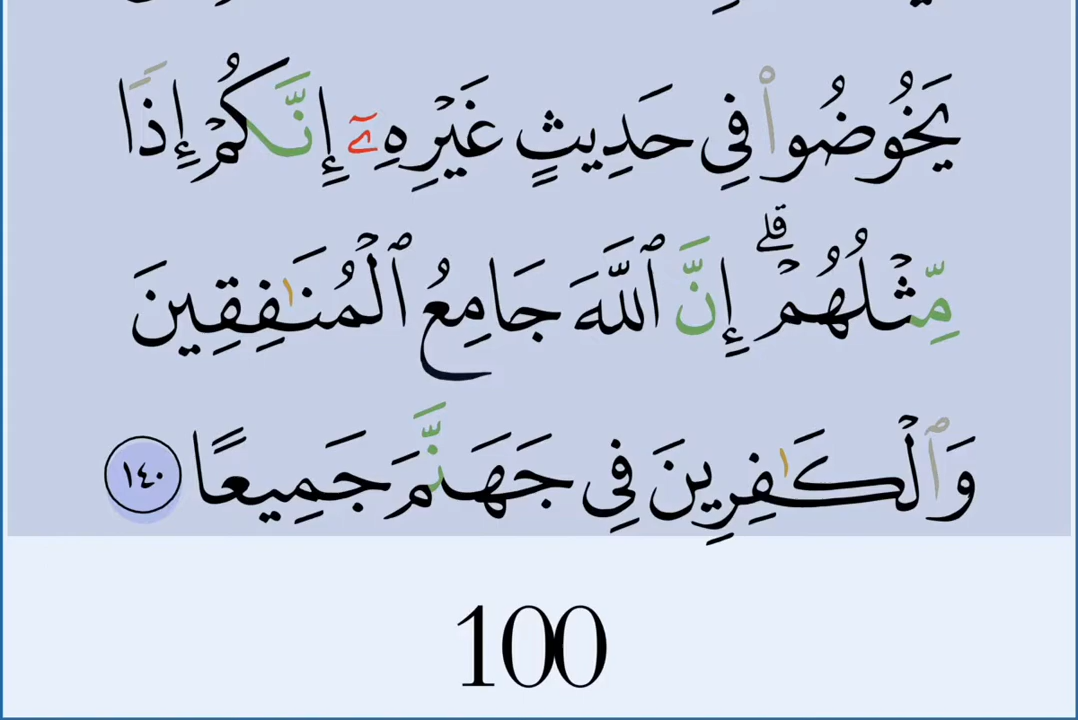 يَخُوضُوا۟ فِى حَدِيثٍ غَيْرِهِۦٓ إِنَّكُمْ إِذًا
مِّثْلُهُمْ ۗ إِنَّ ٱللَّهَ جَامِعُ ٱلْمُنَـٰفِقِينَ
وَٱلْكَـٰفِرِينَ فِى جَهَنَّمَ جَمِيعًا ١٤٠
100